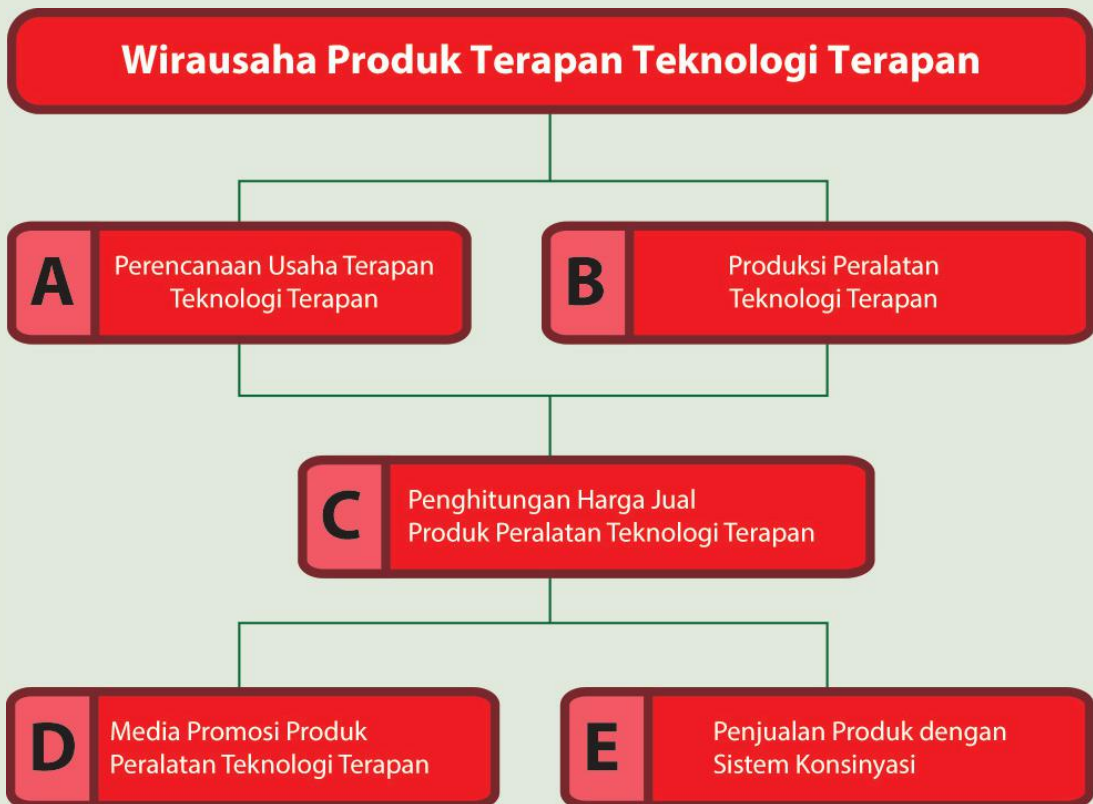 Wirausaha Produk Terapan Teknologi Terapan
A
Perencanaan Usaha Terapan
Teknologi Terapan
B
Produksi Peralatan
Teknologi Terapan
C
Penghitungan Harga Jual
Produk Peralatan Teknologi Terapan
D
Media Promosi Produk
Peralatan Teknologi Terapan
E
Penjualan Produk dengan
Sistem Konsinyasi